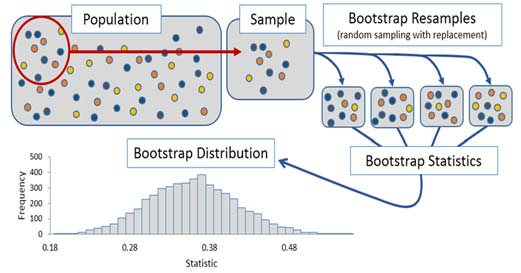 Population
Sample
Bootstrap Resamples
(random sampling with replacement)
Bootstrap Distribution
Bootstrap Statistics
Frequency
500
400
300
200
100
0
0.18
0.28
0.38
0.48
Statistic